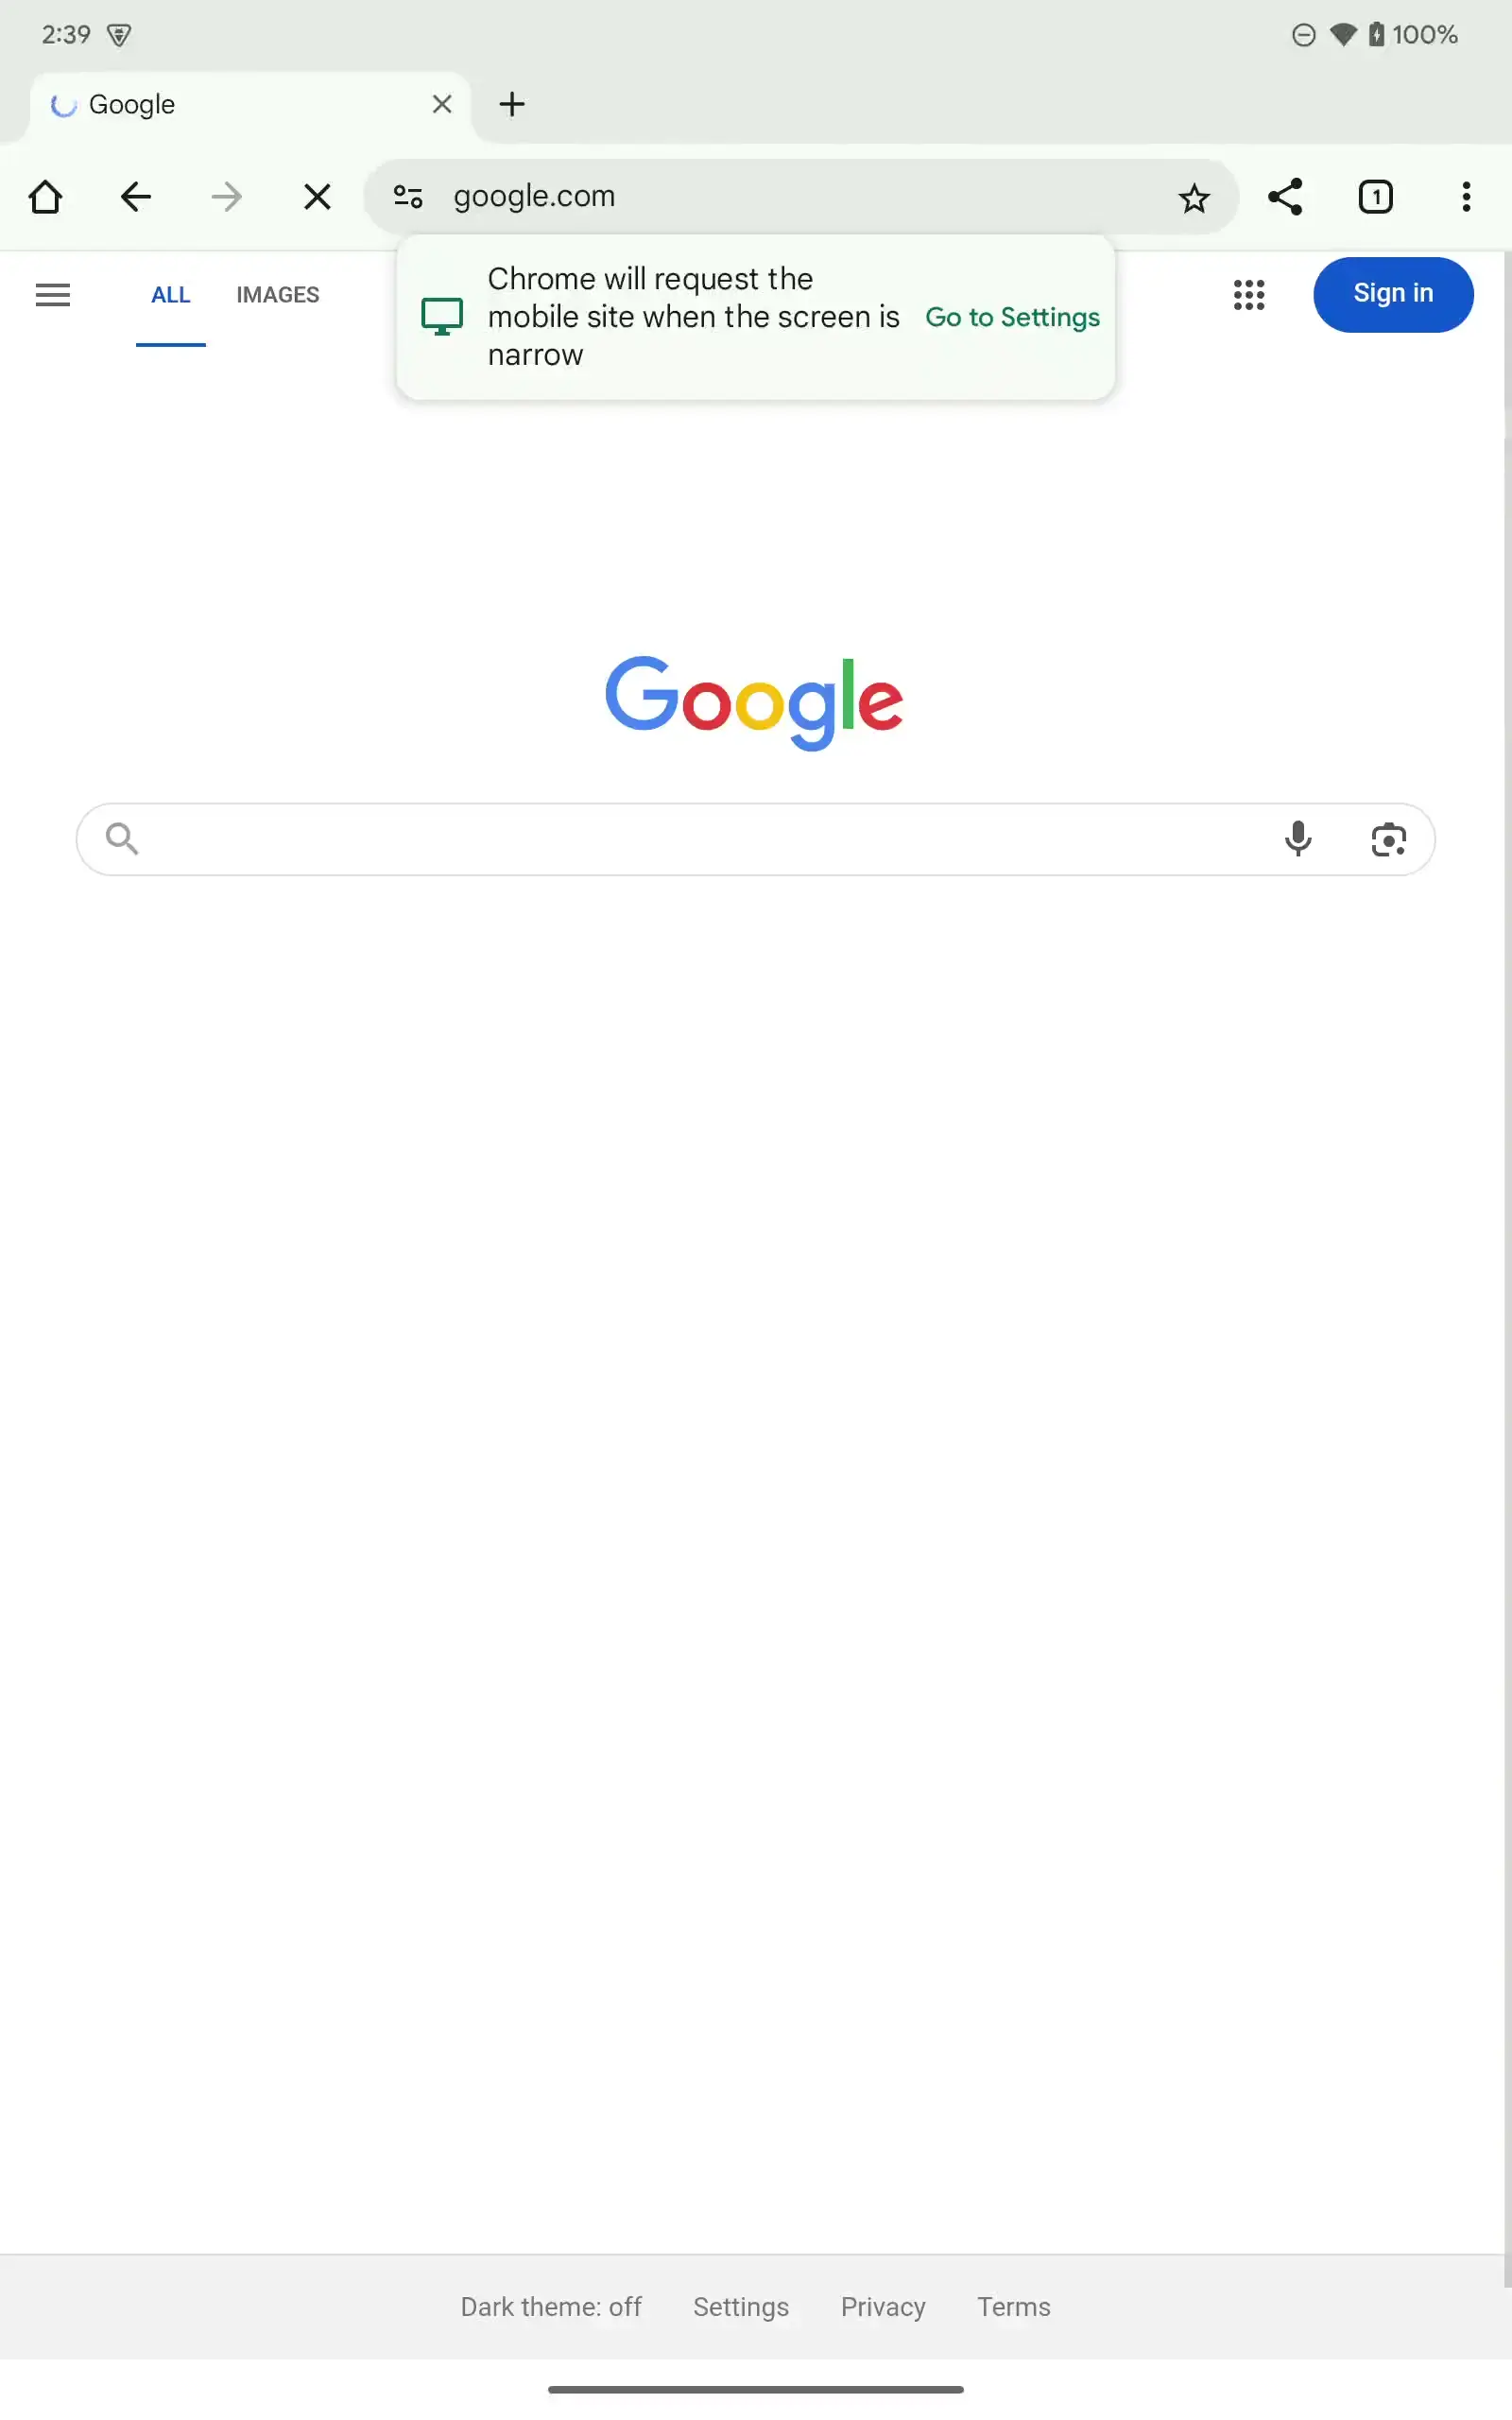 2:39
100%
Google
google.com
1
ALL IMAGES
Chrome will request the
mobile site when the screen is
narrow
Go to Settings
Sign in
Google
Dark theme: off Settings Privacy Terms